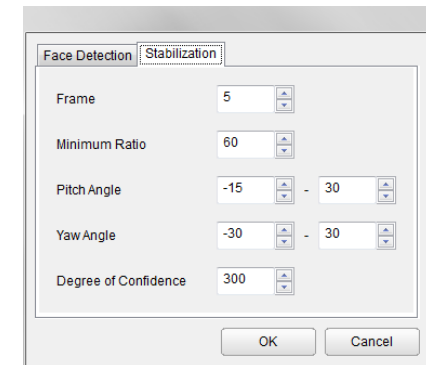 Face Detection Stabilization
Frame 5
Minimum Ratio 60
Pitch Angle -15 - 30
Yaw Angle -30 - 30
Degree of Confidence 300
OK Cancel